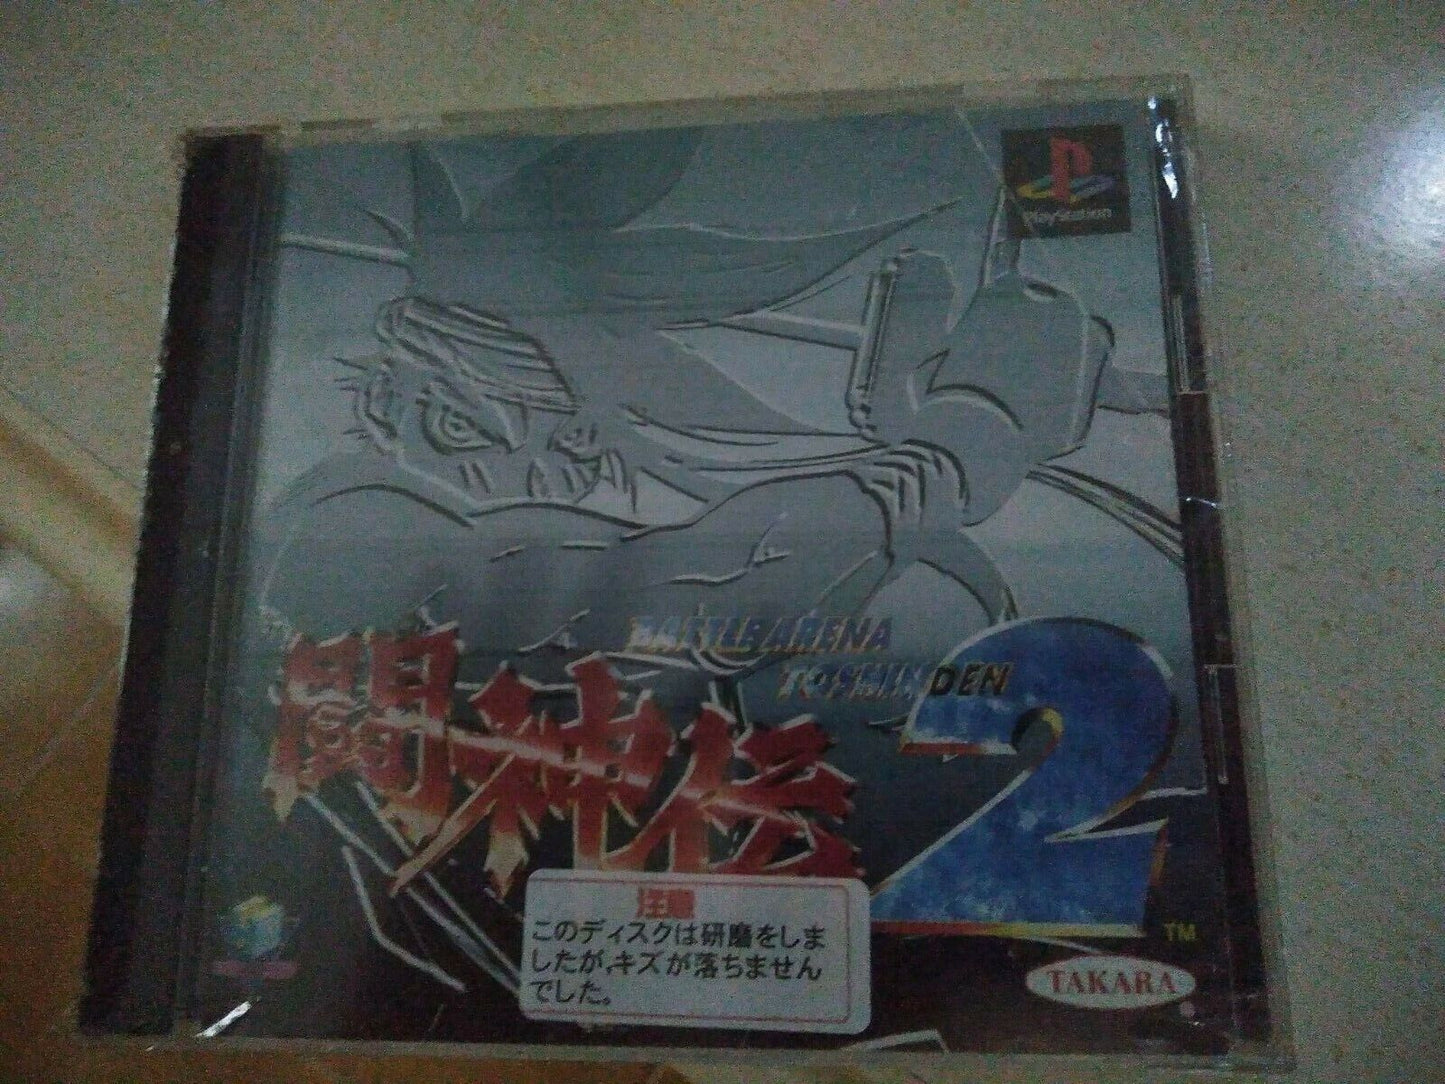 PlayStation
BATTLE ARENA
TOSHINDEN
闘神伝2
TM
注意
このディスクは研磨をしま
したが、キズが落ちません
でした。
TAKARA